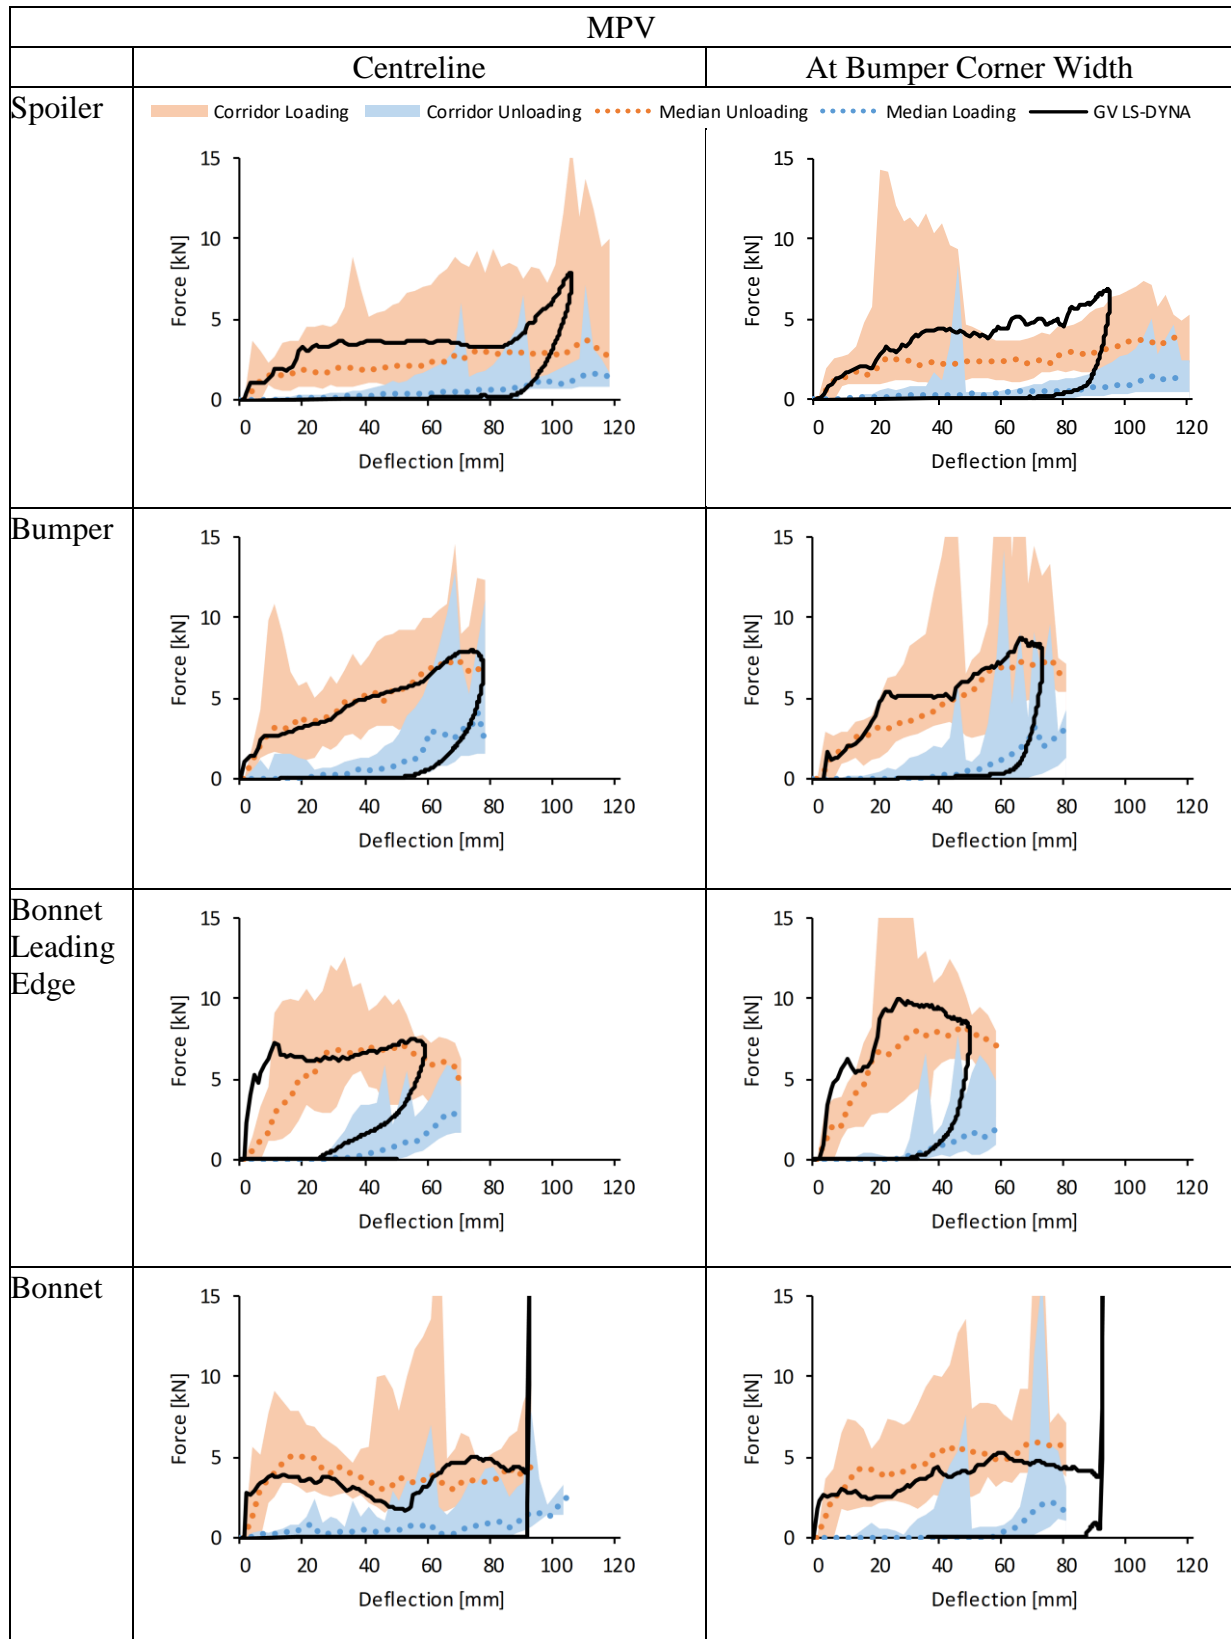 MPV
Centreline At Bumper Corner Width
Spoiler
Corridor Loading Corridor Unloading Median Unloading Median Loading GV LS-DYNA
15 10 5 0
Force [kN]
0 20 40 60 80 100 120
Deflection [mm]
15 10 5 0
Force [kN]
0 20 40 60 80 100 120
Deflection [mm]
Bumper
15 10 5 0
Force [kN]
0 20 40 60 80 100 120
Deflection [mm]
15 10 5 0
Force [kN]
0 20 40 60 80 100 120
Deflection [mm]
Bonnet
Leading
Edge
15 10 5 0
Force [kN]
0 20 40 60 80 100 120
Deflection [mm]
15 10 5 0
Force [kN]
0 20 40 60 80 100 120
Deflection [mm]
Bonnet
15 10 5 0
Force [kN]
0 20 40 60 80 100 120
Deflection [mm]
15 10 5 0
Force [kN]
0 20 40 60 80 100 120
Deflection [mm]